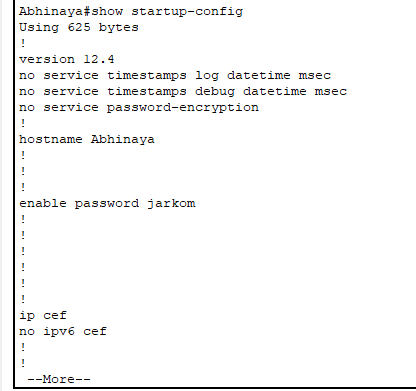 Abhinaya#show startup-config
Using 625 bytes
!
version 12.4
no service timestamps log datetime msec
no service timestamps debug datetime msec
no service password-encryption
!
hostname Abhinaya
!
!
!
enable password jarkom
!
!
!
!
!
!
ip cef
no ipv6 cef
!
!
--More--